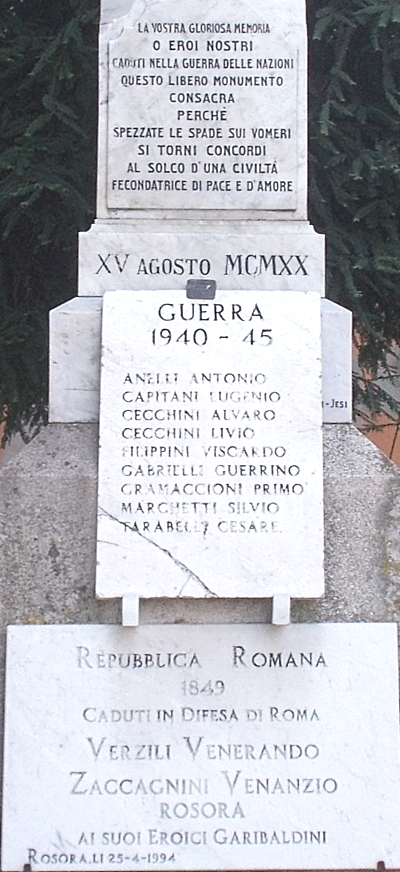 LA VOSTRA GLORIOSA MEMORIA
O EROI NOSTRI
CADUTI NELLA GUERRA DELLE NAZIONI
QUESTO LIBERO MONUMENTO
CONSACRA
PERCHÈ
SPEZZATE LE SPADE SUI VOMERI
SI TORNI CONCORDI
AL SOLCO D'UNA CIVILTÁ
FECONDATRICE DI PACE E D'AMORE
XV AGOSTO MCMXX
GUERRA
1940 - 45
ANELLI ANTONIO
CAPITANI EUGENIO
CECCHINI ALVARO
CECCHINI LIVIO
FILIPPINI VISCARDO
GABRIELLI GUERRINO
GRAMACCIONI PRIMO
MARCHETTI SILVIO
TARABELLI CESARE
-JESI
REPUBBLICA ROMANA
1849
CADUTI IN DIFESA DI ROMA
VERZILI VENERANDO
ZACCAGNINI VENANZIO
ROSORA
AI SUOI EROICI GARIBALDINI
ROSORA, LI 25-4-1994